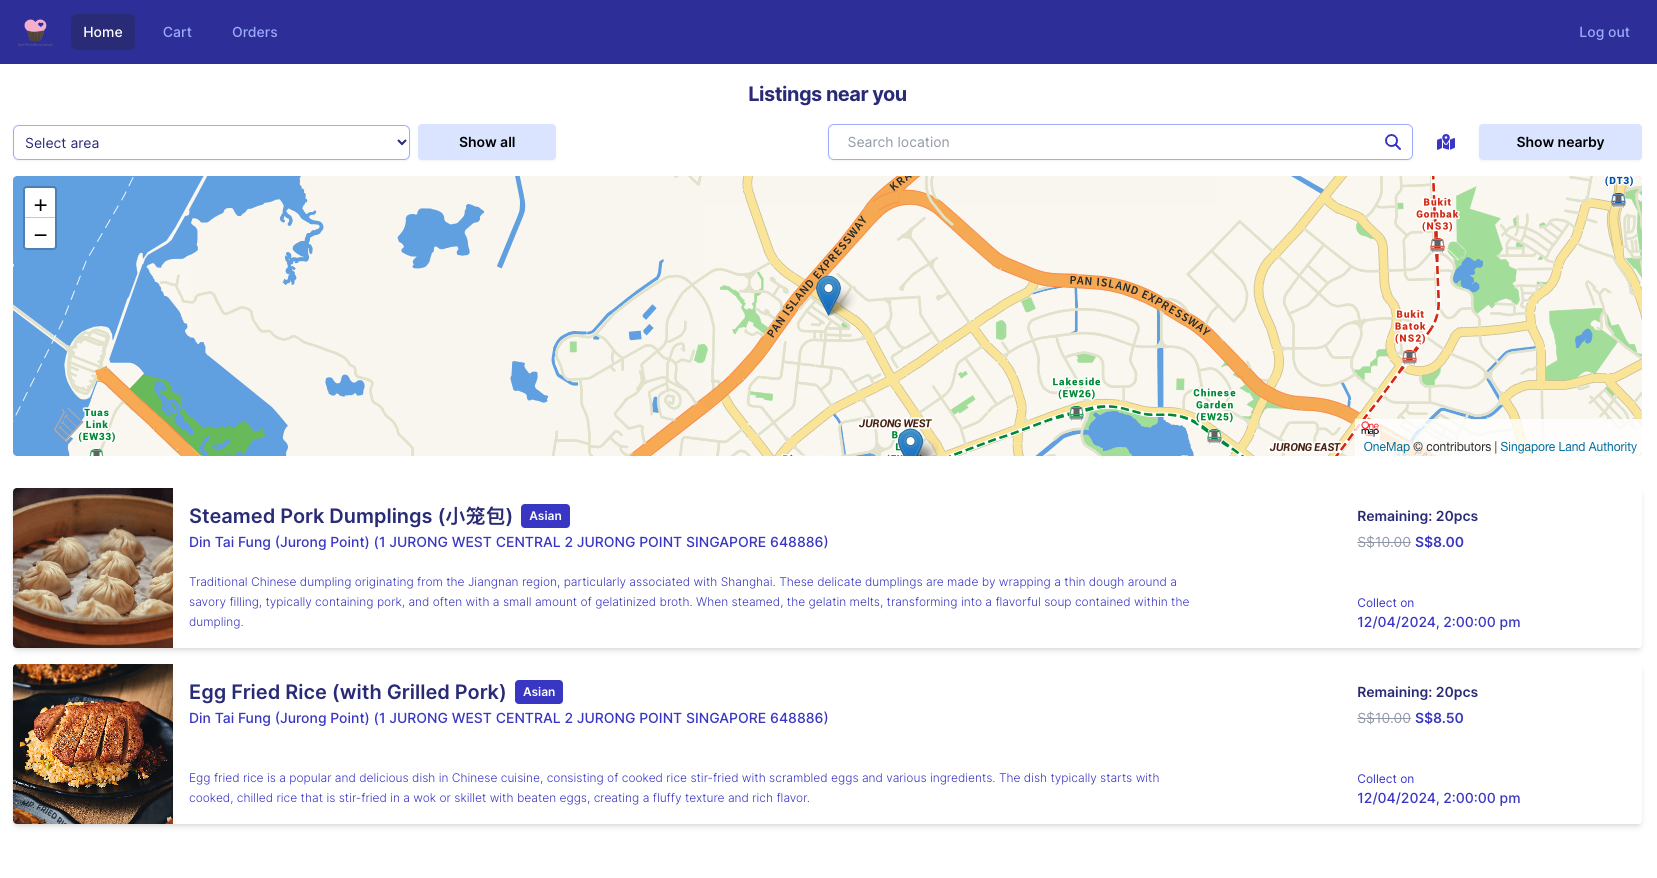 Home
Cart
Orders
Log out
Listings near you
Select area
Show all
Search location
Show nearby
+
−
KRA
PAN ISLAND EXPRESSWAY
PAN ISLAND EXPRESSWAY
(DT3)
Bukit
Gombak
(NS3)
Bukit
Batok
(NS2)
Lakeside
(EW26)
Chinese
Garden
(EW25)
Tuas
Link
(EW33)
JURONG WEST
JURONG EAST
One
map
OneMap © contributors | Singapore Land Authority
Steamed Pork Dumplings (小笼包) Asian
Din Tai Fung (Jurong Point) (1 JURONG WEST CENTRAL 2 JURONG POINT SINGAPORE 648886)
Traditional Chinese dumpling originating from the Jiangnan region, particularly associated with Shanghai. These delicate dumplings are made by wrapping a thin dough around a
savory filling, typically containing pork, and often with a small amount of gelatinized broth. When steamed, the gelatin melts, transforming into a flavorful soup contained within the
dumpling.
Remaining: 20pcs
S$10.00 S$8.00
Collect on
12/04/2024, 2:00:00 pm
Egg Fried Rice (with Grilled Pork) Asian
Din Tai Fung (Jurong Point) (1 JURONG WEST CENTRAL 2 JURONG POINT SINGAPORE 648886)
Egg fried rice is a popular and delicious dish in Chinese cuisine, consisting of cooked rice stir-fried with scrambled eggs and various ingredients. The dish typically starts with
cooked, chilled rice that is stir-fried in a wok or skillet with beaten eggs, creating a fluffy texture and rich flavor.
Remaining: 20pcs
S$10.00 S$8.50
Collect on
12/04/2024, 2:00:00 pm